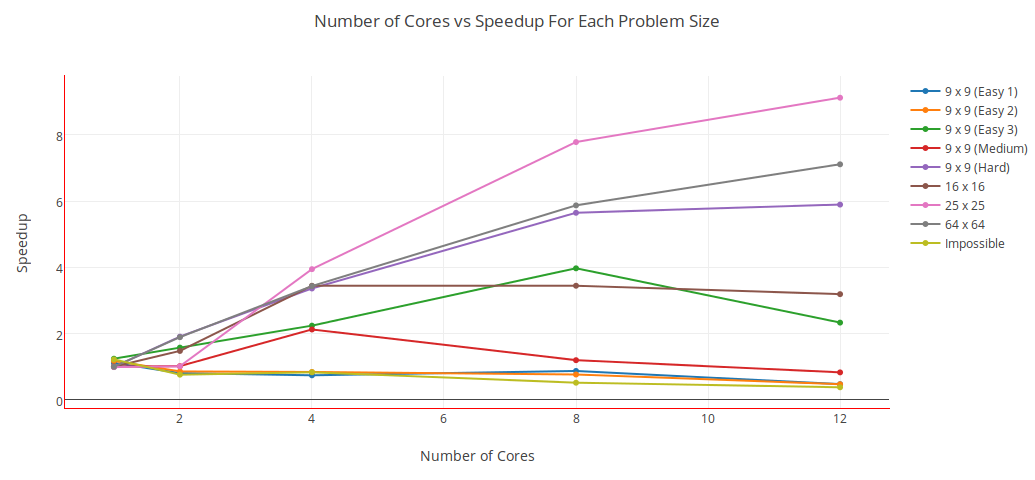 Number of Cores vs Speedup For Each Problem Size
Speedup
8
6
4
2
0
2
4
6
8
10
12
Number of Cores
9 x 9 (Easy 1)
9 x 9 (Easy 2)
9 x 9 (Easy 3)
9 x 9 (Medium)
9 x 9 (Hard)
16 x 16
25 x 25
64 x 64
Impossible